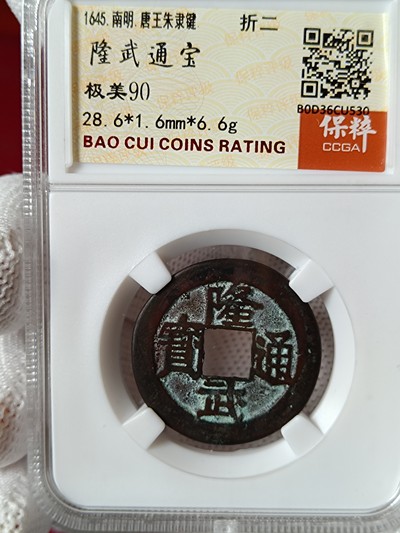 1645.南明.唐王朱隶键
折二
隆武通宝
极美90
B0D36CU530
28.6*1.6mm*6.6g
保粹
CCGA
BAO CUI COINS RATING
隆
寶 通
武